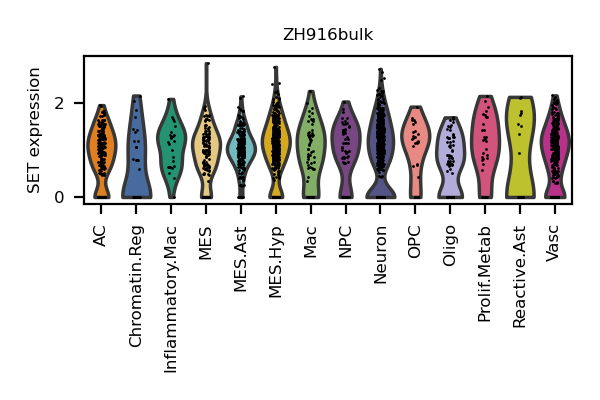 ZH916bulk
SET expression
2
0
AC
Chromatin.Reg
Inflammatory.Mac
MES
MES.Ast
MES.Hyp
Mac
NPC
Neuron
OPC
Oligo
Prolif.Metab
Reactive.Ast
Vasc